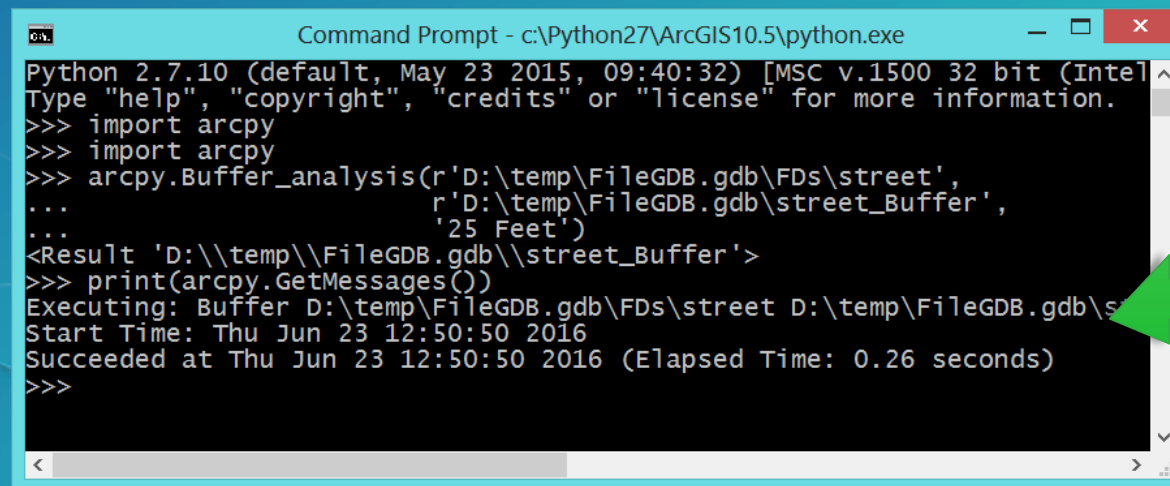 Command Prompt - c:\Python27\ArcGIS10.5\python.exe
Python 2.7.10 (default, May 23 2015, 09:40:32) [MSC v.1500 32 bit (Intel
Type "help", "copyright", "credits" or "license" for more information.
>>> import arcpy
>>> import arcpy
>>> arcpy.Buffer_analysis(r'D:\temp\FileGDB.gdb\FDs\street',
...                       r'D:\temp\FileGDB.gdb\street_Buffer',
...                       '25 Feet')
<Result 'D:\\temp\\FileGDB.gdb\\street_Buffer'>
>>> print(arcpy.GetMessages())
Executing: Buffer D:\temp\FileGDB.gdb\FDs\street D:\temp\FileGDB.gdb\s
Start Time: Thu Jun 23 12:50:50 2016
Succeeded at Thu Jun 23 12:50:50 2016 (Elapsed Time: 0.26 seconds)
>>>